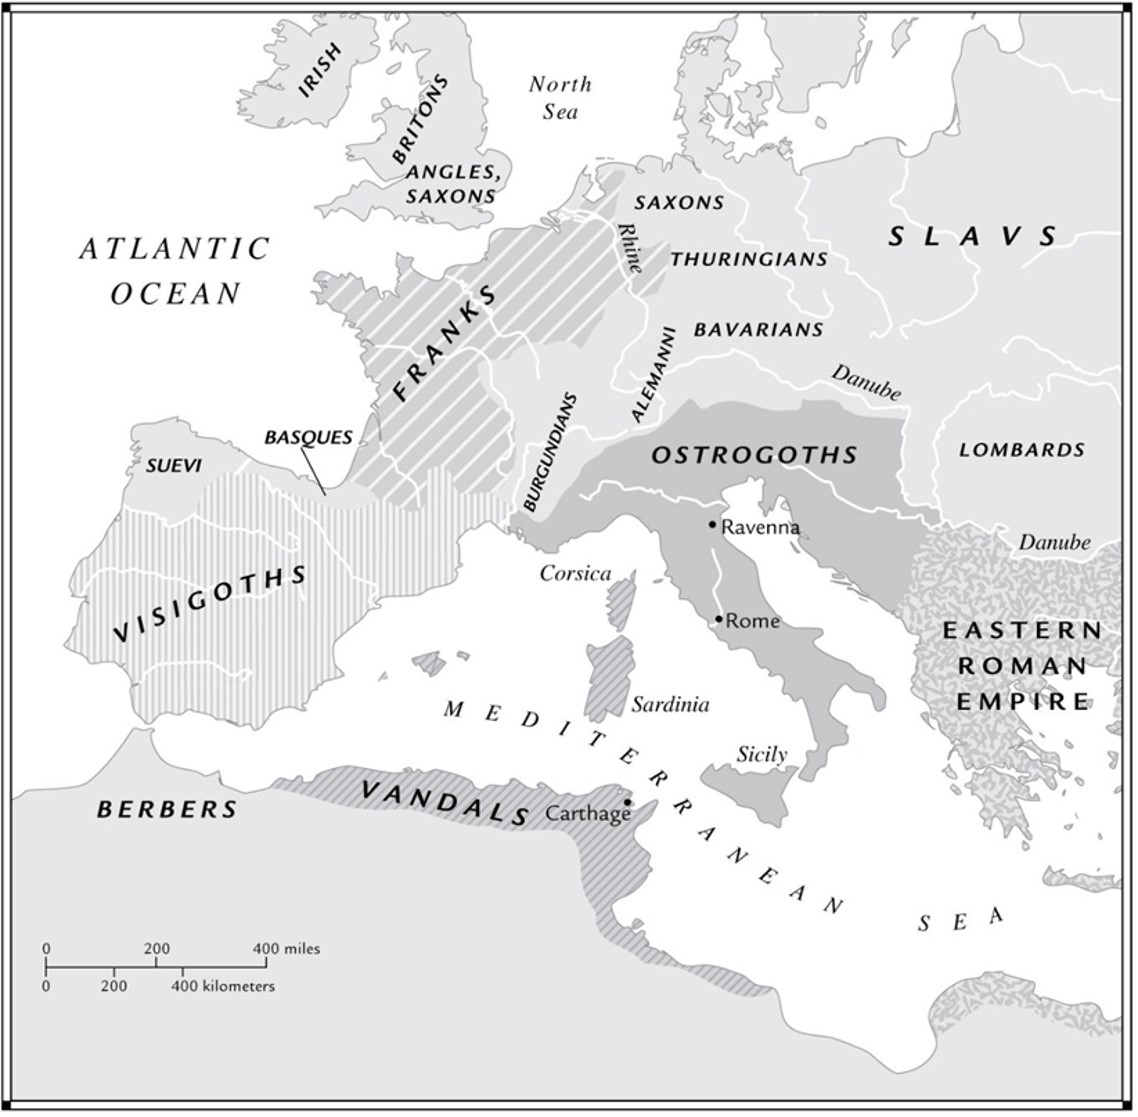 IRISH
BRITONS
North
Sea
ANGLES,
SAXONS
SAXONS
Rhine
ATLANTIC
OCEAN
SLAVS
THURINGIANS
FRANKS
BAVARIANS
ALEMANNI
Danube
BURGUNDIANS
BASQUES
SUEVI
OSTROGOTHS
LOMBARDS
Ravenna
Danube
Corsica
VISIGOTHS
Rome
EASTERN
ROMAN
EMPIRE
Sardinia
MEDITERRANEAN SEA
Sicily
VANDALS
Carthage
BERBERS
0 200 400 miles
0 200 400 kilometers